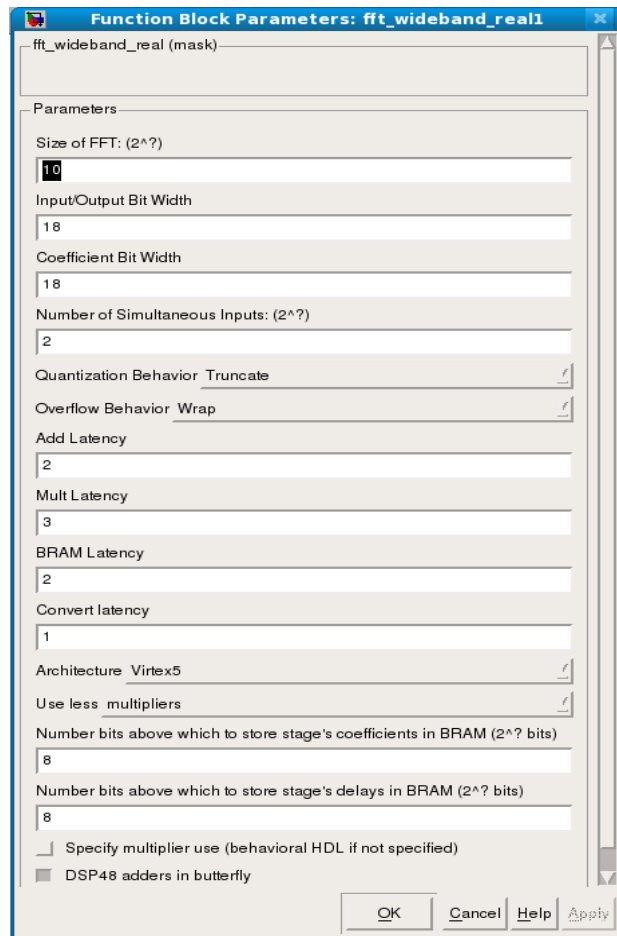 Function Block Parameters: fft_wideband_real1
fft_wideband_real (mask)
Parameters
Size of FFT: (2^?)
10
Input/Output Bit Width
18
Coefficient Bit Width
18
Number of Simultaneous Inputs: (2^?)
2
Quantization Behavior Truncate
Overflow Behavior Wrap
Add Latency
2
Mult Latency
3
BRAM Latency
2
Convert latency
1
Architecture Virtex5
Use less multipliers
Number bits above which to store stage's coefficients in BRAM (2^? bits)
8
Number bits above which to store stage's delays in BRAM (2^? bits)
8
Specify multiplier use (behavioral HDL if not specified)
DSP48 adders in butterfly
OK Cancel Help Apply